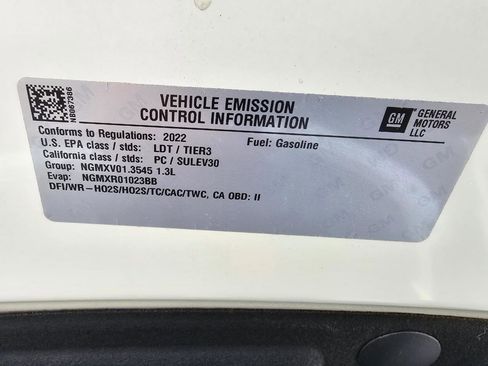 VEHICLE EMISSION
CONTROL INFORMATION
GM
GENERAL
MOTORS
LLC
Conforms to Regulations: 2022
Fuel: Gasoline
U.S. EPA class / stds: LDT / TIER3
California class / stds: PC / SULEV30
Group: NGMXV01.3545 1.3L
Evap: NGMXR01023BB
DFI/WR-HO2S/HO2S/TC/CAC/TWC, CA OBD: II